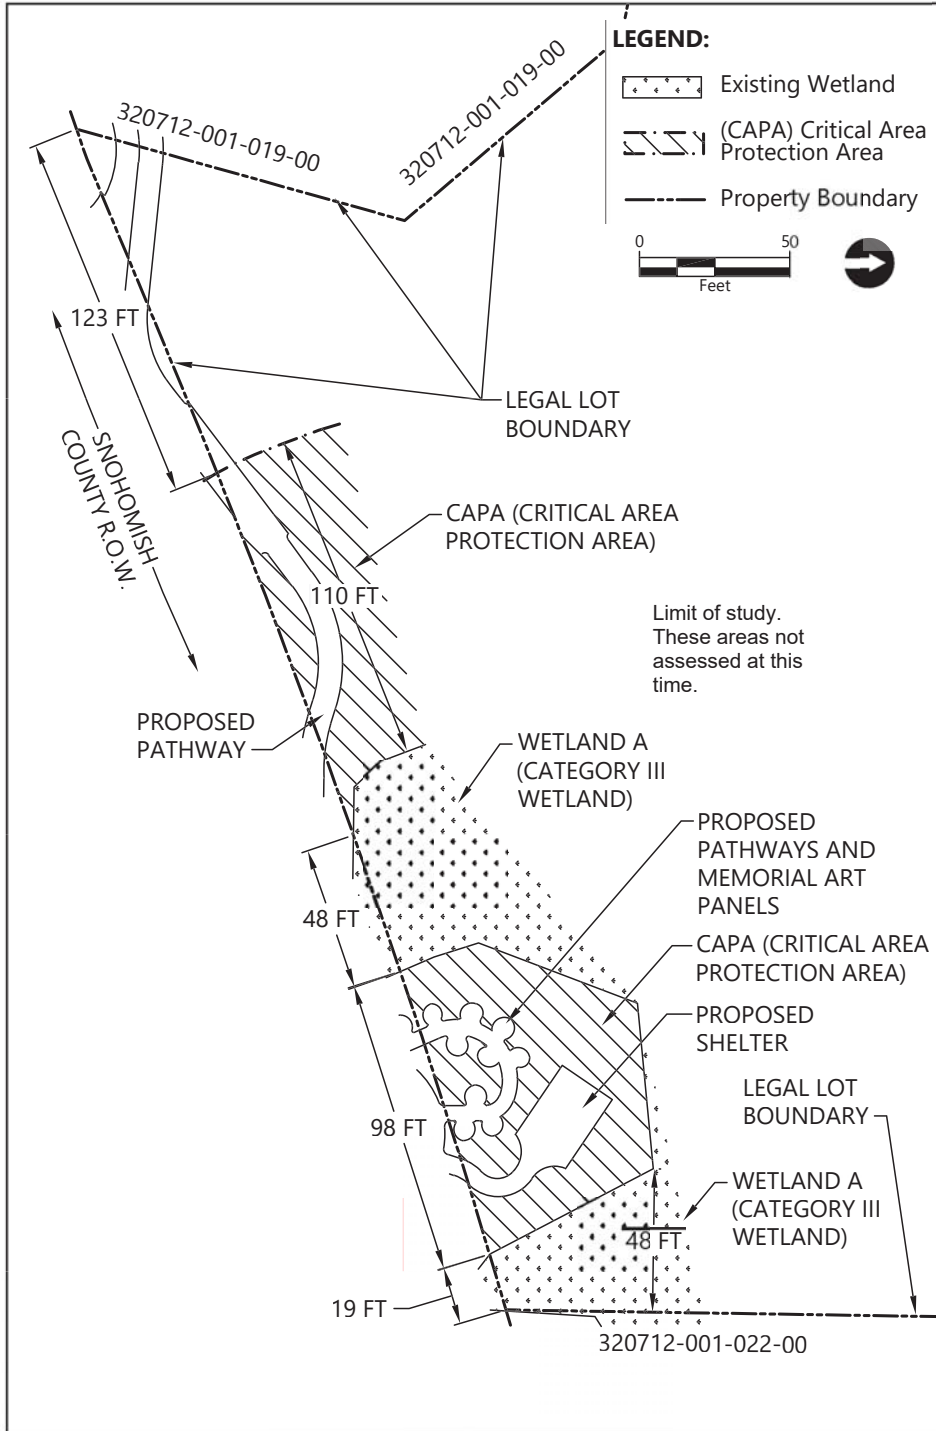 LEGEND:
Existing Wetland
(CAPA) Critical Area
Protection Area
Property Boundary
0 50
Feet
320712-001-019-00
320712-001-019-00
123 FT
SNOHOMISH
COUNTY R.O.W.
LEGAL LOT
BOUNDARY
CAPA (CRITICAL AREA
PROTECTION AREA)
110 FT
Limit of study.
These areas not
assessed at this
time.
PROPOSED
PATHWAY
WETLAND A
(CATEGORY III
WETLAND)
PROPOSED
PATHWAYS AND
MEMORIAL ART
PANELS
48 FT
CAPA (CRITICAL AREA
PROTECTION AREA)
PROPOSED
SHELTER
LEGAL LOT
BOUNDARY
98 FT
WETLAND A
(CATEGORY III
WETLAND)
48 FT
19 FT
320712-001-022-00